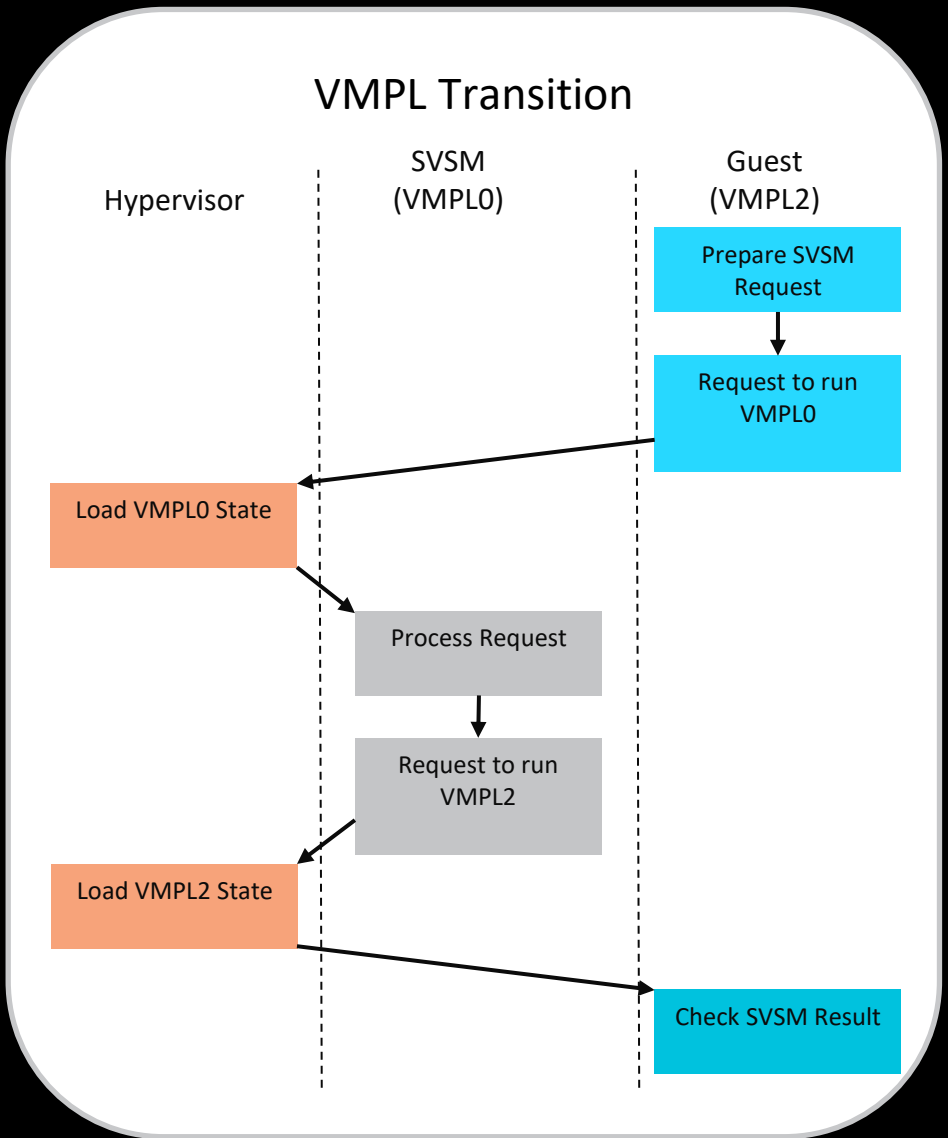 VMPL Transition
Hypervisor
SVSM
(VMPL0)
Guest
(VMPL2)
Prepare SVSM
Request
Request to run
VMPL0
Load VMPL0 State
Process Request
Request to run
VMPL2
Load VMPL2 State
Check SVSM Result